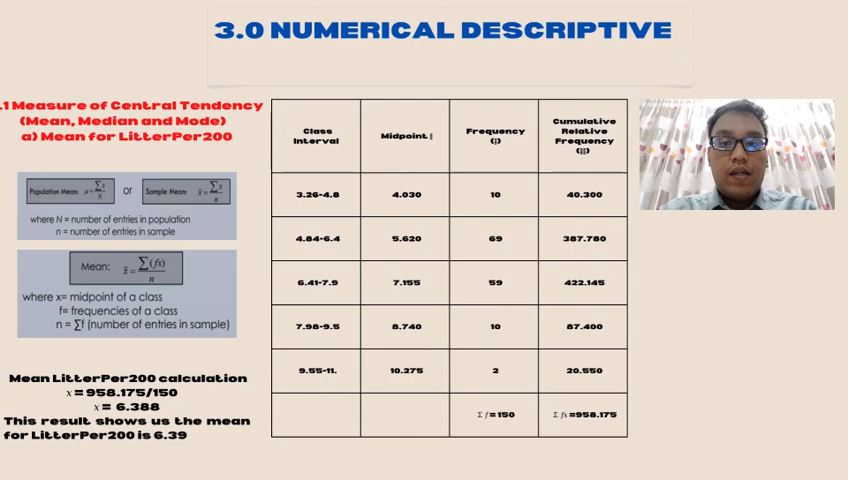 3.0 NUMERICAL DESCRIPTIVE
.1 Measure of Central Tendency
(Mean, Median and Mode)
a) Mean for LitterPer200
Population Mean: μ = ∑x / N or Sample Mean: x̄ = ∑x / n
where N = number of entries in population
n = number of entries in sample
Mean: x̄ = ∑(fx) / n
where x= midpoint of a class
f= frequencies of a class
n = ∑f (number of entries in sample)
Mean LitterPer200 calculation
x = 958.175/150
x = 6.388
This result shows us the mean
for LitterPer200 is 6.39
Class Interval | Midpoint | Frequency | Cumulative Relative Frequency
3.26-4.8 4.030 10 40.300
4.84-6.4 5.620 69 387.780
6.41-7.9 7.155 59 422.145
7.98-9.5 8.740 10 87.400
9.55-11. 10.275 2 20.550
Σ f = 150 Σ fx =958.175